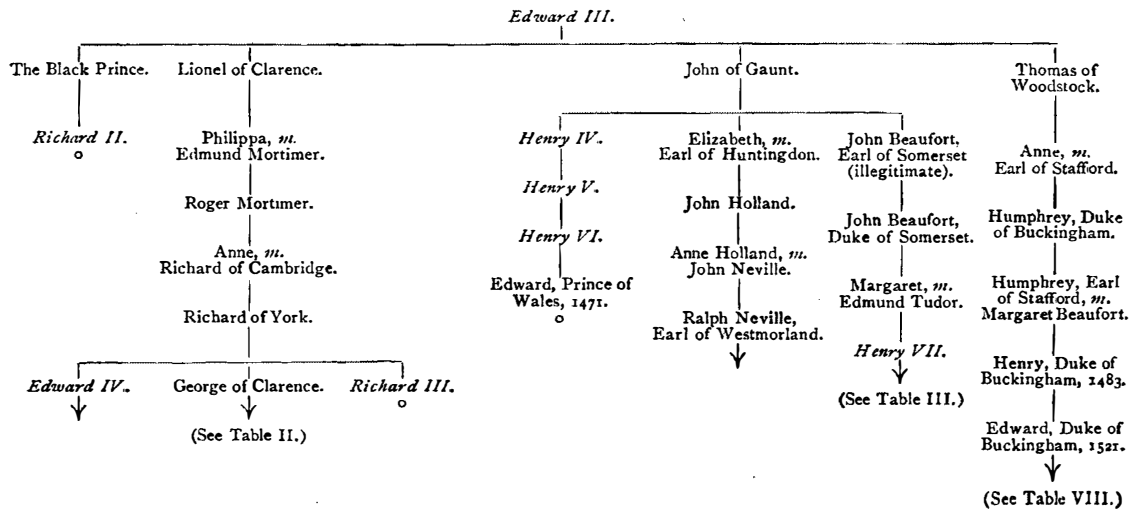 Edward III.
The Black Prince.
Lionel of Clarence.
John of Gaunt.
Thomas of
Woodstock.
Richard II.
Philippa, m.
Edmund Mortimer.
Henry IV.
Elizabeth, m.
Earl of Huntingdon.
John Beaufort,
Earl of Somerset
(illegitimate).
Anne, m.
Earl of Stafford.
Roger Mortimer.
Henry V.
John Holland.
John Beaufort,
Duke of Somerset.
Humphrey, Duke
of Buckingham.
Anne, m.
Richard of Cambridge.
Henry VI.
Anne Holland, m.
John Neville.
Margaret, m.
Edmund Tudor.
Humphrey, Earl
of Stafford, m.
Margaret Beaufort.
Richard of York.
Edward, Prince of
Wales, 1471.
Ralph Neville,
Earl of Westmorland.
Henry VII.
(See Table III.)
Henry, Duke of
Buckingham, 1483.
Edward IV.
George of Clarence.
Richard III.
(See Table II.)
Edward, Duke of
Buckingham, 1521.
(See Table VIII.)